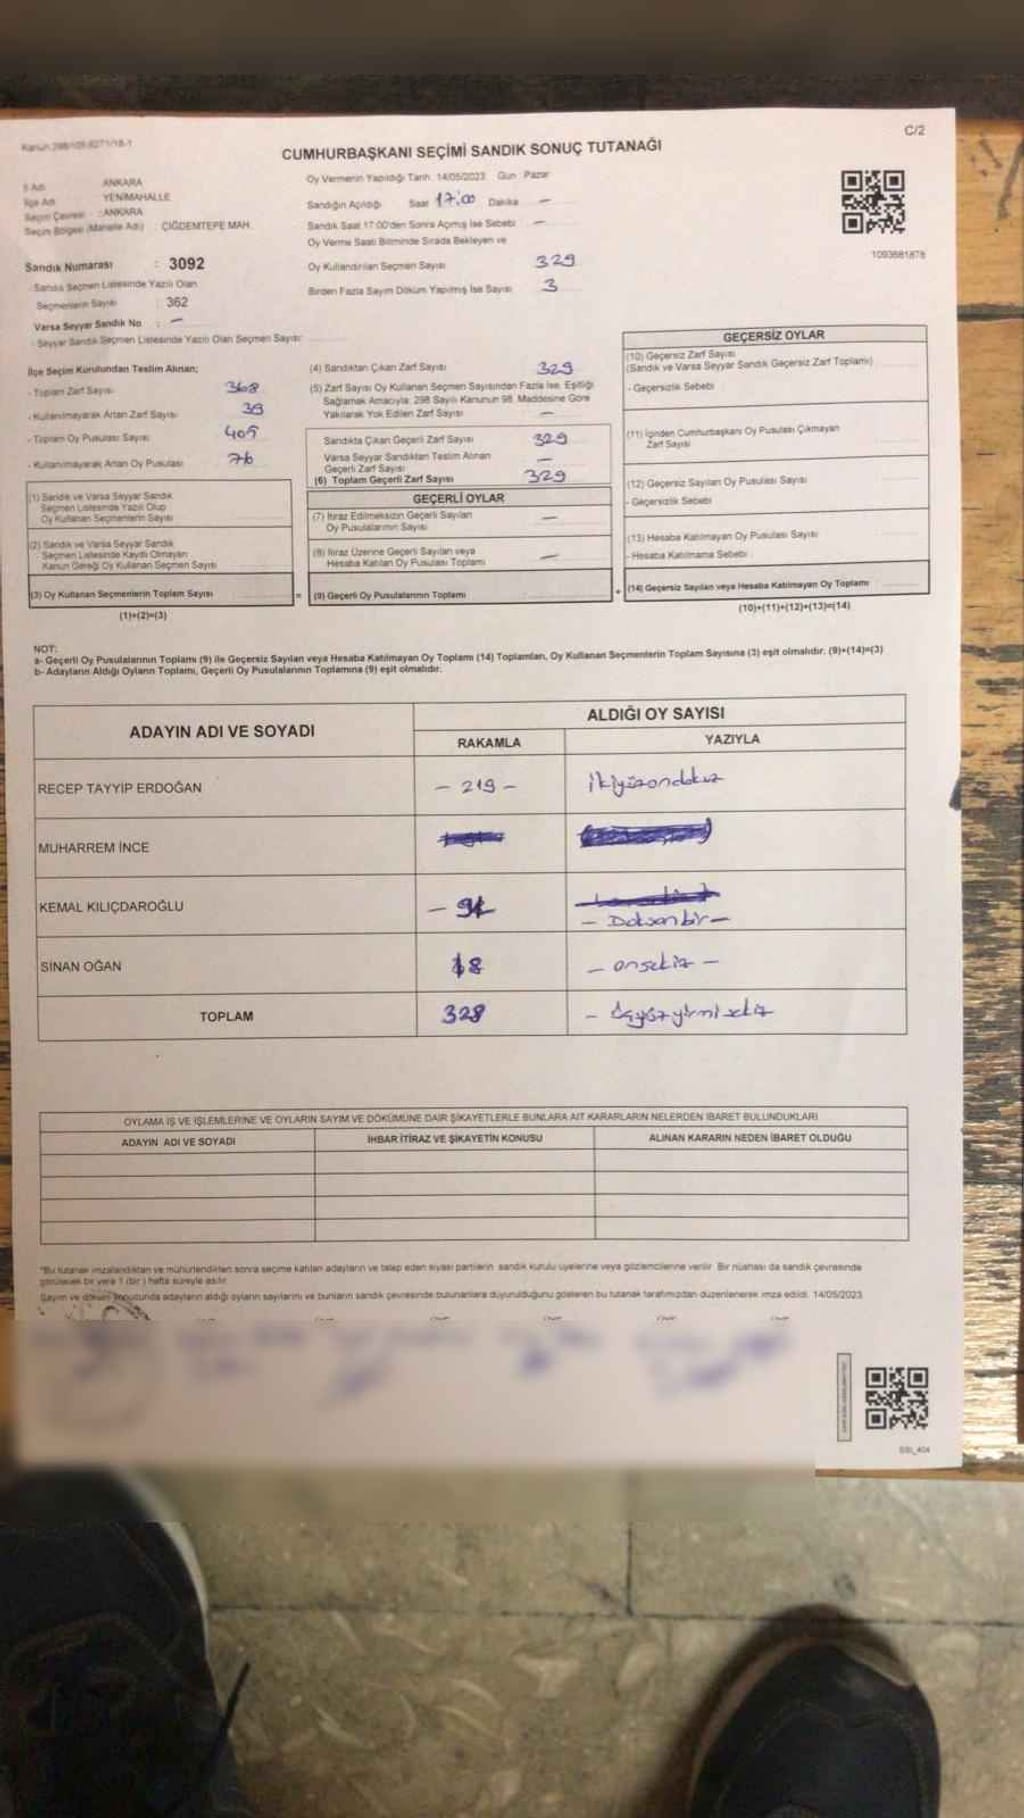 Kanun 298/105-6271/18-1
C/2
CUMHURBAŞKANI SEÇİMİ SANDIK SONUÇ TUTANAĞI
İl Adı : ANKARA
İlçe Adı : YENİMAHALLE
Seçim Çevresi : ANKARA
Seçim Bölgesi (Mahalle Adı) : ÇİĞDEMTEPE MAH.
Sandık Numarası : 3092
Sandık Seçmen Listesinde Yazılı Olan
Seçmenlerin Sayısı : 362
Varsa Seyyar Sandık No : —
- Seyyar Sandık Seçmen Listesinde Yazılı Olan Seçmen Sayısı:
Oy Vermenin Yapıldığı Tarih: 14/05/2023 Gün: Pazar
Sandığın Açıldığı Saat 17:00 Dakika —
Sandık Saat 17:00'den Sonra Açılmış İse Sebebi —
Oy Verme Saati Bitiminde Sırada Bekleyen ve
Oy Kullandırılan Seçmen Sayısı 329
Birden Fazla Sayım Döküm Yapılmış İse Sayısı 3
1093681878
İlçe Seçim Kurulundan Teslim Alınan;
- Toplam Zarf Sayısı 368
- Kullanılmayarak Artan Zarf Sayısı 39
- Toplam Oy Pusulası Sayısı 405
- Kullanılmayarak Artan Oy Pusulası 76
(1) Sandık ve Varsa Seyyar Sandık
Seçmen Listesinde Yazılı Olup
Oy Kullanan Seçmenlerin Sayısı
(2) Sandık ve Varsa Seyyar Sandık
Seçmen Listesinde Kayıtlı Olmayan
Kanun Gereği Oy Kullanan Seçmen Sayısı
(3) Oy Kullanan Seçmenlerin Toplam Sayısı
(1)+(2)=(3)
(4) Sandıktan Çıkan Zarf Sayısı 329
(5) Zarf Sayısı Oy Kullanan Seçmen Sayısından Fazla İse, Eşitliği
Sağlamak Amacıyla, 298 Sayılı Kanunun 98. Maddesine Göre
Yakılarak Yok Edilen Zarf Sayısı —
Sandıkta Çıkan Geçerli Zarf Sayısı 329
Varsa Seyyar Sandıktan Teslim Alınan
Geçerli Zarf Sayısı —
(6) Toplam Geçerli Zarf Sayısı 329
GEÇERLİ OYLAR
(7) İtiraz Edilmeksizin Geçerli Sayılan
Oy Pusulalarının Sayısı —
(8) İtiraz Üzerine Geçerli Sayılan veya
Hesaba Katılan Oy Pusulası Toplamı —
= (9) Geçerli Oy Pusulalarının Toplamı
GEÇERSİZ OYLAR
(10) Geçersiz Zarf Sayısı
(Sandık ve Varsa Seyyar Sandık Geçersiz Zarf Toplamı)
- Geçersizlik Sebebi
(11) İçinden Cumhurbaşkanı Oy Pusulası Çıkmayan
Zarf Sayısı
(12) Geçersiz Sayılan Oy Pusulası Sayısı
- Geçersizlik Sebebi
(13) Hesaba Katılmayan Oy Pusulası Sayısı
- Hesaba Katılmama Sebebi
+ (14) Geçersiz Sayılan veya Hesaba Katılmayan Oy Toplamı
(10)+(11)+(12)+(13)=(14)
NOT:
a- Geçerli Oy Pusulalarının Toplamı (9) ile Geçersiz Sayılan veya Hesaba Katılmayan Oy Toplamı (14) Toplamları, Oy Kullanan Seçmenlerin Toplam Sayısına (3) eşit olmalıdır. (9)+(14)=(3)
b- Adayların Aldığı Oyların Toplamı, Geçerli Oy Pusulalarının Toplamına (9) eşit olmalıdır.
ADAYIN ADI VE SOYADI ALDIĞI OY SAYISI
RAKAMLA YAZIYLA
RECEP TAYYİP ERDOĞAN - 219 - ikiyüzondokuz
MUHARREM İNCE
KEMAL KILIÇDAROĞLU - 91 - Doksanbir -
SİNAN OĞAN 18 - onsekiz -
TOPLAM 328 - üçyüzyirmisekiz
OYLAMA İŞ VE İŞLEMLERİNE VE OYLARIN SAYIM VE DÖKÜMÜNE DAİR ŞİKAYETLERLE BUNLARA AİT KARARLARIN NELERDEN İBARET BULUNDUKLARI
ADAYIN ADI VE SOYADI İHBAR İTİRAZ VE ŞİKAYETİN KONUSU ALINAN KARARIN NEDEN İBARET OLDUĞU
*Bu tutanak imzalandıktan ve mühürlendikten sonra seçime katılan adayların ve talep eden siyasi partilerin sandık kurulu üyelerine veya gözlemcilerine verilir. Bir nüshası da sandık çevresinde
görülecek bir yere 1 (bir) hafta süreyle asılır.
Sayım ve döküm sonucunda adayların aldığı oyların sayılarını ve bunların sandık çevresinde bulunanlara duyurulduğunu gösteren bu tutanak tarafımızdan düzenlenerek imza edildi. 14/05/2023
SSI_404